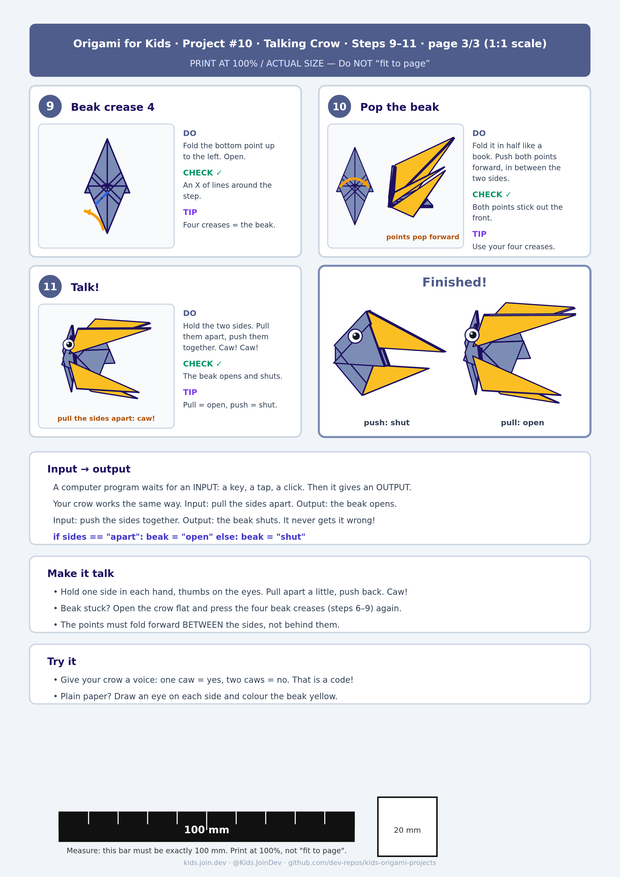 Origami for Kids · Project #10 · Talking Crow · Steps 9–11 · page 3/3 (1:1 scale)
PRINT AT 100% / ACTUAL SIZE — Do NOT "fit to page"
9 Beak crease 4
DO
Fold the bottom point up
to the left. Open.
CHECK ✓
An X of lines around the
step.
TIP
Four creases = the beak.
10 Pop the beak
points pop forward
DO
Fold it in half like a
book. Push both points
forward, in between the
two sides.
CHECK ✓
Both points stick out the
front.
TIP
Use your four creases.
11 Talk!
pull the sides apart: caw!
DO
Hold the two sides. Pull
them apart, push them
together. Caw! Caw!
CHECK ✓
The beak opens and shuts.
TIP
Pull = open, push = shut.
Finished!
push: shut
pull: open
Input → output
A computer program waits for an INPUT: a key, a tap, a click. Then it gives an OUTPUT.
Your crow works the same way. Input: pull the sides apart. Output: the beak opens.
Input: push the sides together. Output: the beak shuts. It never gets it wrong!
if sides == "apart": beak = "open" else: beak = "shut"
Make it talk
• Hold one side in each hand, thumbs on the eyes. Pull apart a little, push back. Caw!
• Beak stuck? Open the crow flat and press the four beak creases (steps 6–9) again.
• The points must fold forward BETWEEN the sides, not behind them.
Try it
• Give your crow a voice: one caw = yes, two caws = no. That is a code!
• Plain paper? Draw an eye on each side and colour the beak yellow.
100 mm
20 mm
Measure: this bar must be exactly 100 mm. Print at 100%, not "fit to page".
kids.join.dev · @Kids.JoinDev · github.com/dev-repos/kids-origami-projects